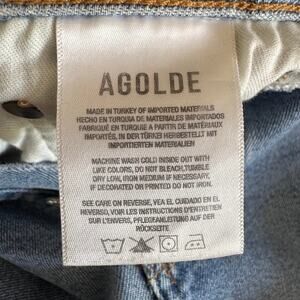 AGOLDE
MADE IN TURKEY OF IMPORTED MATERIALS
HECHO EN TURQUIA DE MATERIALES IMPORTADOS
FABRIQUÉ EN TURQUIE A PARTIR DE MATIÈRES
IMPORTÉS, IN DER TÜRKEI HERGESTELLT MIT
IMPORTIERTEN MATERIALIEN
MACHINE WASH COLD INSIDE OUT WITH
LIKE COLORS, DO NOT BLEACH, TUMBLE
DRY LOW, IRON MEDIUM IF NECESSARY,
IF DECORATED OR PRINTED DO NOT IRON.
SEE CARE ON REVERSE, VEA EL CUIDADO EN EL
REVERSO, VOIR LES INSTRUCTIONS D'ENTRETIEN
SUR L'ENVERS, PFLEGEANLEITUNG AUF DER
RÜCKSEITE